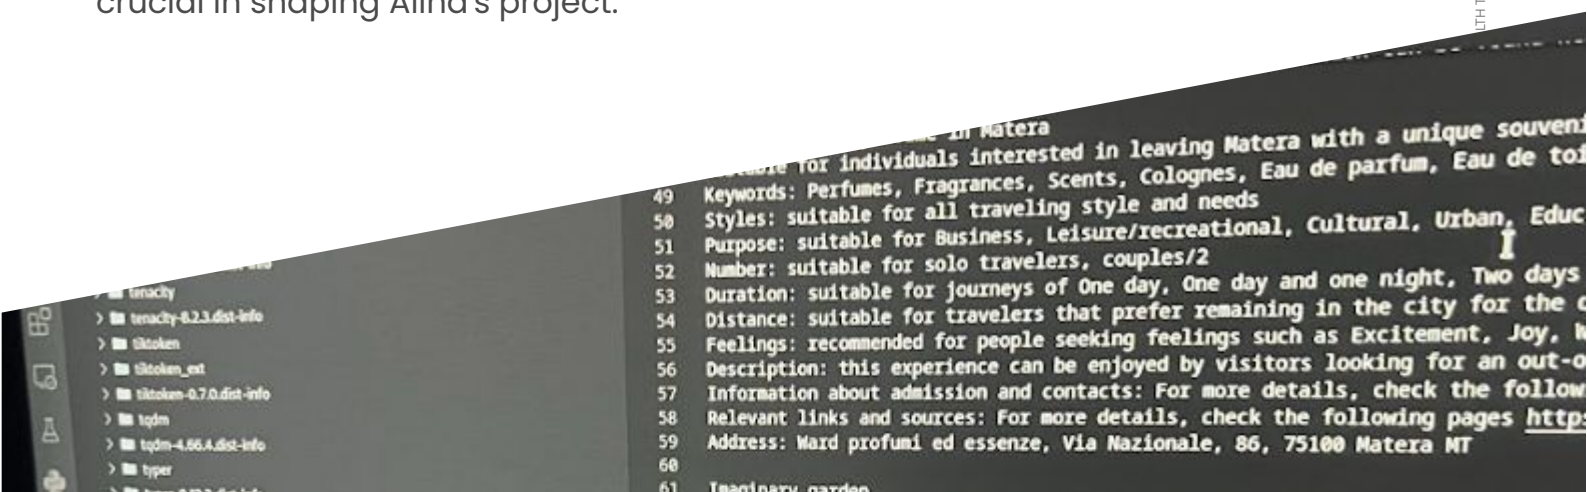 crucial in shaping Alina's project.
LTH T
in Matera
for individuals interested in leaving Matera with a unique souveni
49 Keywords: Perfumes, Fragrances, Scents, Colognes, Eau de parfum, Eau de toi
50 Styles: suitable for all traveling style and needs
51 Purpose: suitable for Business, Leisure/recreational, Cultural, Urban, Educ
52 Number: suitable for solo travelers, couples/2
53 Duration: suitable for journeys of One day, One day and one night, Two days
54 Distance: suitable for travelers that prefer remaining in the city for the
55 Feelings: recommended for people seeking feelings such as Excitement, Joy,
56 Description: this experience can be enjoyed by visitors looking for an out-o
57 Information about admission and contacts: For more details, check the follow
58 Relevant links and sources: For more details, check the following pages https
59 Address: Ward profumi ed essenze, Via Nazionale, 86, 75100 Matera MT
60
61 Imaginary garden
tenacity
tenacity-8.2.3.dist-info
tiktoken
tiktoken_ext
tiktoken-0.7.0.dist-info
tqdm
tqdm-4.66.4.dist-info
typer